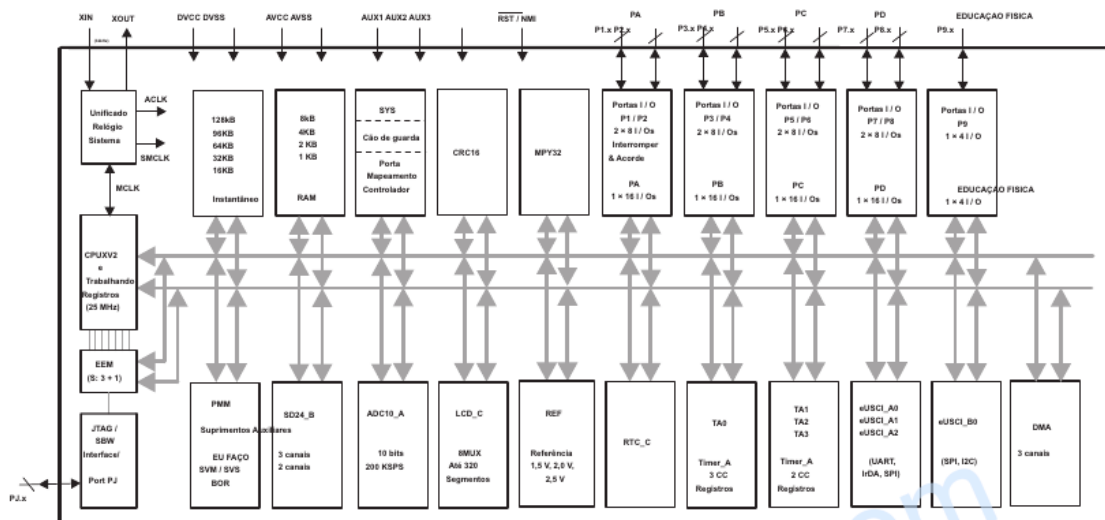 XIN
XOUT
DVCC DVSS
AVCC AVSS
AUX1 AUX2 AUX3
RST / NMI
PA
P1.x P2.x
PB
P3.x P4.x
PC
P5.x P6.x
PD
P7.x
P8.x
EDUCAÇÃO FISICA
P9.x
Unificado
Relógio
Sistema
ACLK
SMCLK
MCLK
128kB
96KB
64KB
32KB
16KB
Instantâneo
8kB
4KB
2 KB
1 KB
RAM
SYS
Cão de guarda
Porta
Mapeamento
Controlador
CRC16
MPY32
Portas I / O
P1 / P2
2 × 8 I / Os
Interromper
& Acorde
PA
1 × 16 I / Os
Portas I / O
P3 / P4
2 × 8 I / Os
PB
1 × 16 I / Os
Portas I / O
P5 / P6
2 × 8 I / Os
PC
1 × 16 I / Os
Portas I / O
P7 / P8
2 × 8 I / Os
PD
1 × 16 I / Os
Portas I / O
P9
1 × 4 I / O
EDUCAÇÃO FISICA
1 × 4 I / O
CPUXV2
e
Trabalhando
Registros
(25 MHz)
EEM
(S: 3 + 1)
JTAG /
SBW
Interface/
Port PJ
PJ.x
PMM
Suprimentos Auxiliares
EU FAÇO
SVM / SVS
BOR
SD24_B
3 canais
2 canais
ADC10_A
10 bits
200 KSPS
LCD_C
8MUX
Até 320
Segmentos
REF
Referência
1,5 V, 2,0 V,
2,5 V
RTC_C
TA0
Timer_A
3 CC
Registros
TA1
TA2
TA3
Timer_A
2 CC
Registros
eUSCI_A0
eUSCI_A1
eUSCI_A2
(UART,
IrDA, SPI)
eUSCI_B0
(SPI, I2C)
DMA
3 canais